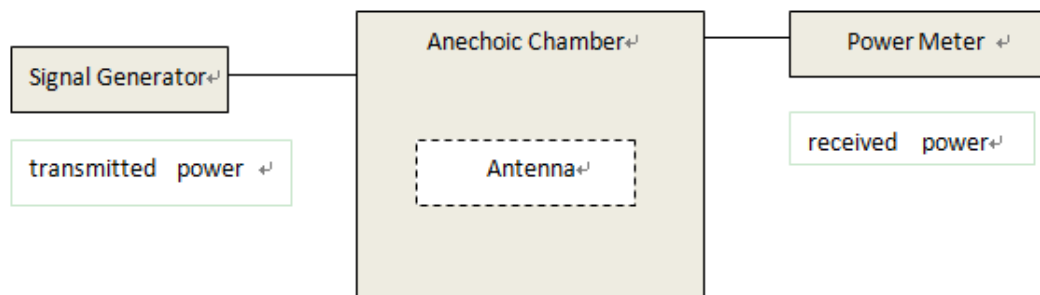 Signal Generator↵
transmitted power ↵
Anechoic Chamber↵
Antenna↵
Power Meter ↵
received power↵